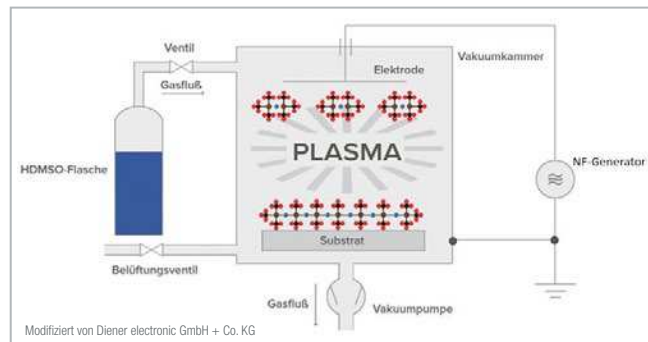 Ventil
Gasfluß
Elektrode
Vakuumkammer
PLASMA
HDMSO-Flasche
NF-Generator
Substrat
Belüftungsventil
Gasfluß
Vakuumpumpe
Modifiziert von Diener electronic GmbH + Co. KG